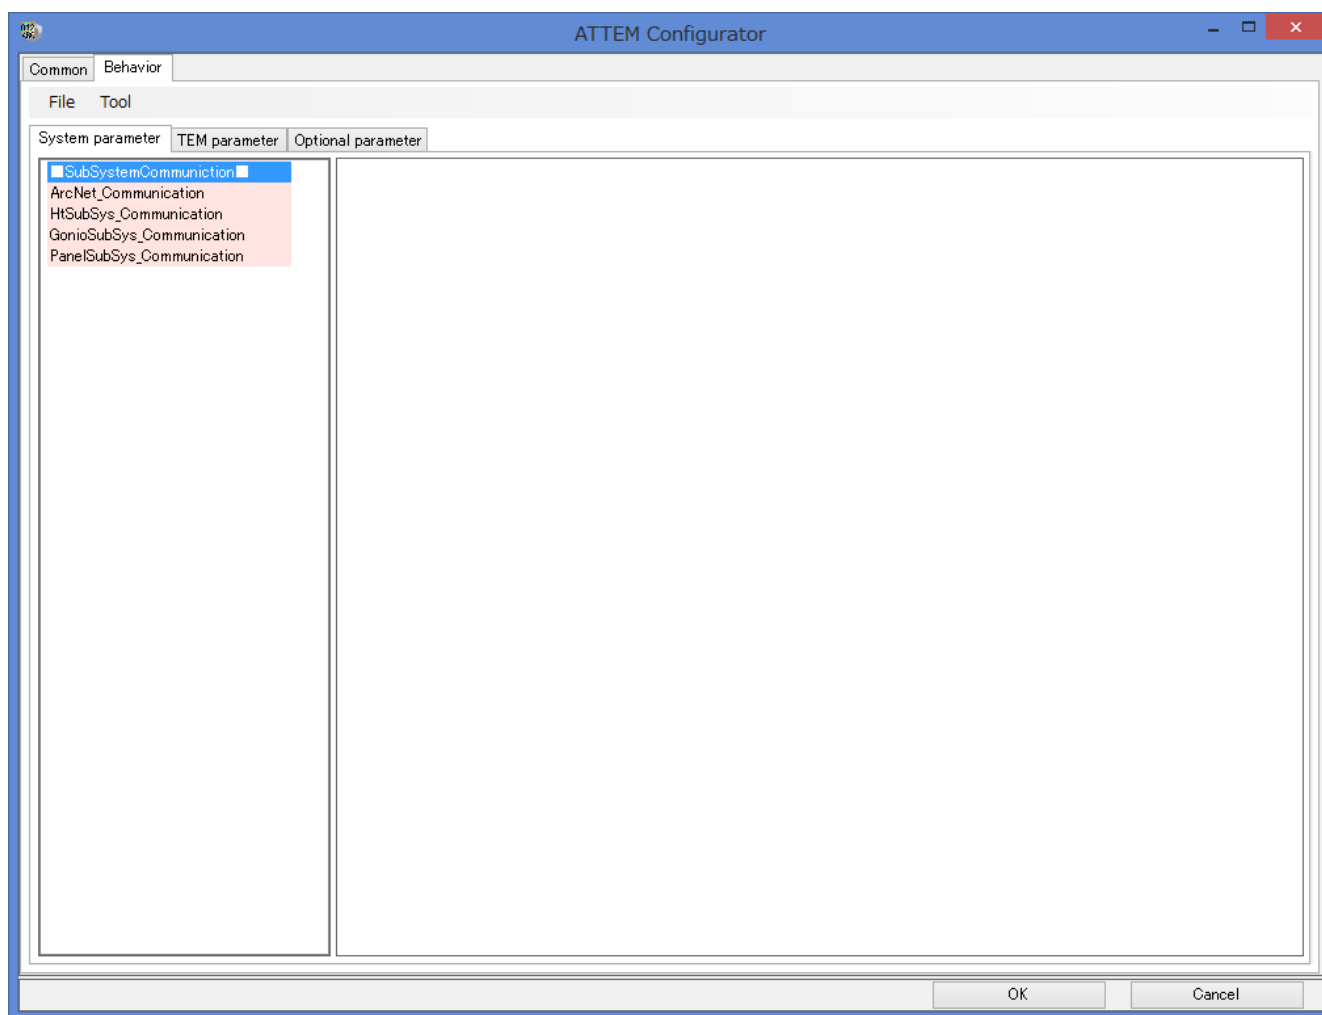 ATTEM Configurator
Common Behavior
File Tool
System parameter TEM parameter Optional parameter
■SubSystemCommuniction■
ArcNet_Communication
HtSubSys_Communication
GonioSubSys_Communication
PanelSubSys_Communication
OK Cancel